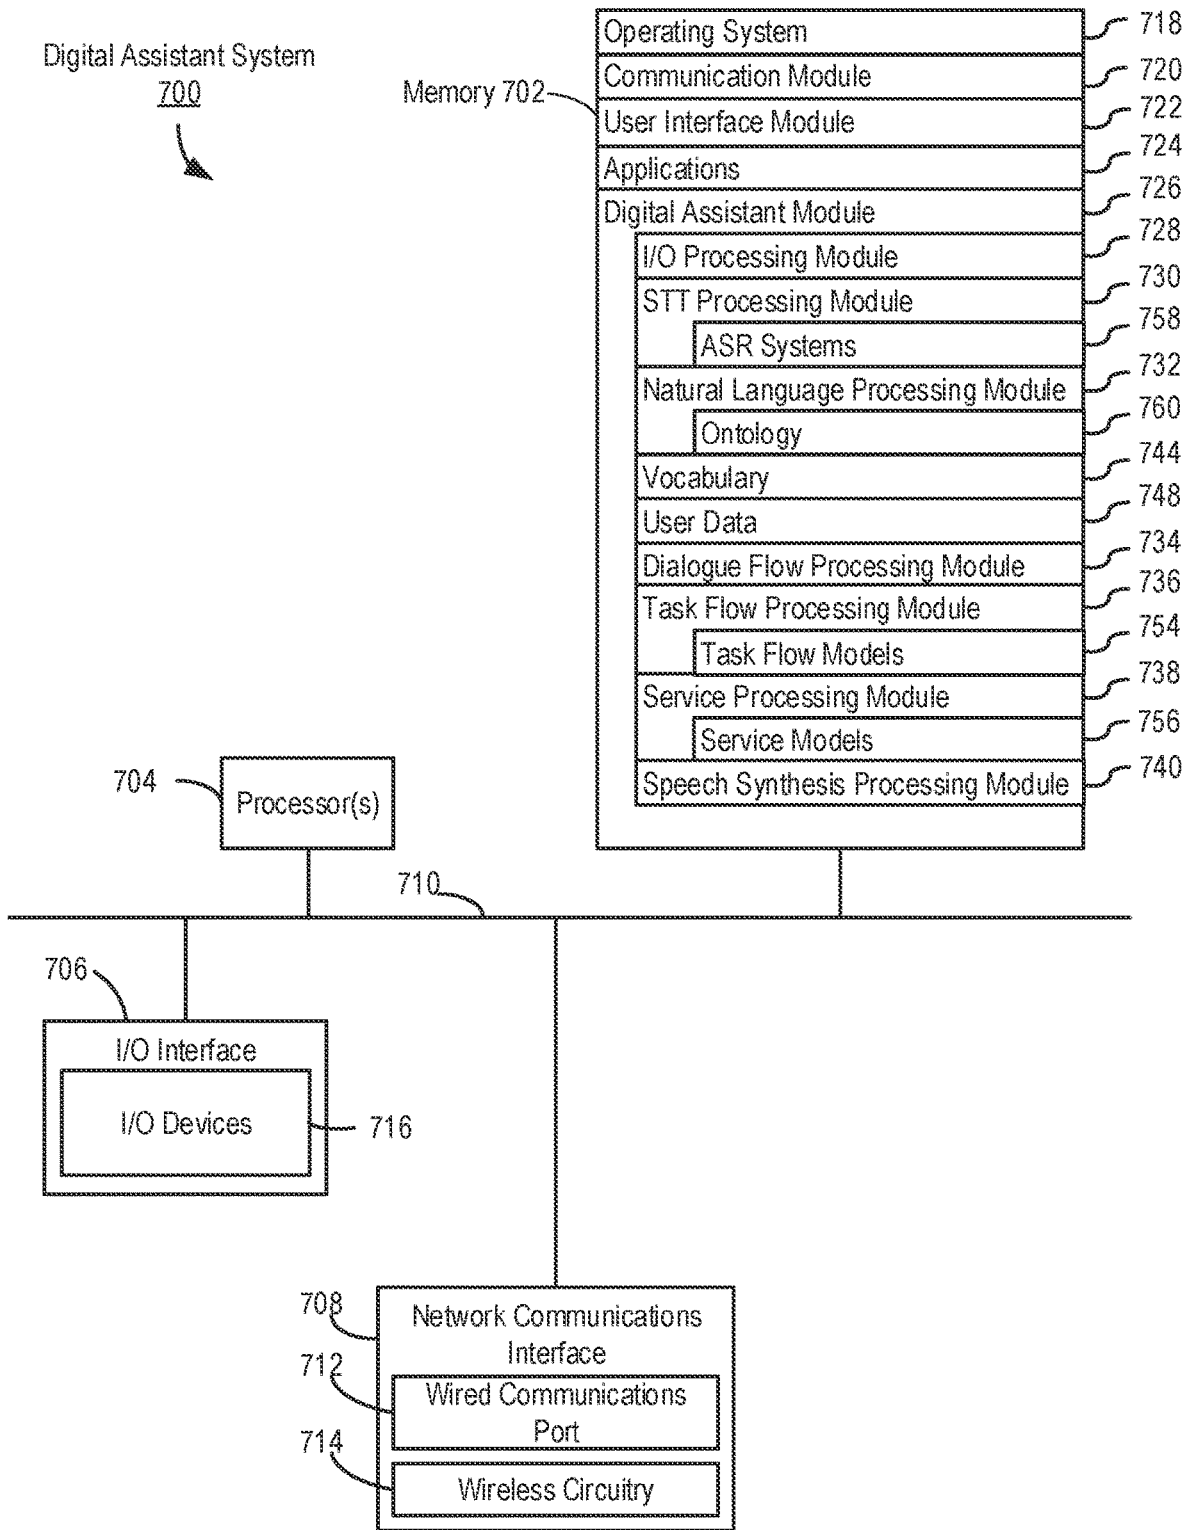 Digital Assistant System
700
Memory 702
Operating System 718
Communication Module 720
User Interface Module 722
Applications 724
Digital Assistant Module 726
I/O Processing Module 728
STT Processing Module 730
ASR Systems 758
Natural Language Processing Module 732
Ontology 760
Vocabulary 744
User Data 748
Dialogue Flow Processing Module 734
Task Flow Processing Module 736
Task Flow Models 754
Service Processing Module 738
Service Models 756
Speech Synthesis Processing Module 740
704
Processor(s)
710
706
I/O Interface
I/O Devices 716
708
Network Communications
Interface
712
Wired Communications
Port
714
Wireless Circuitry